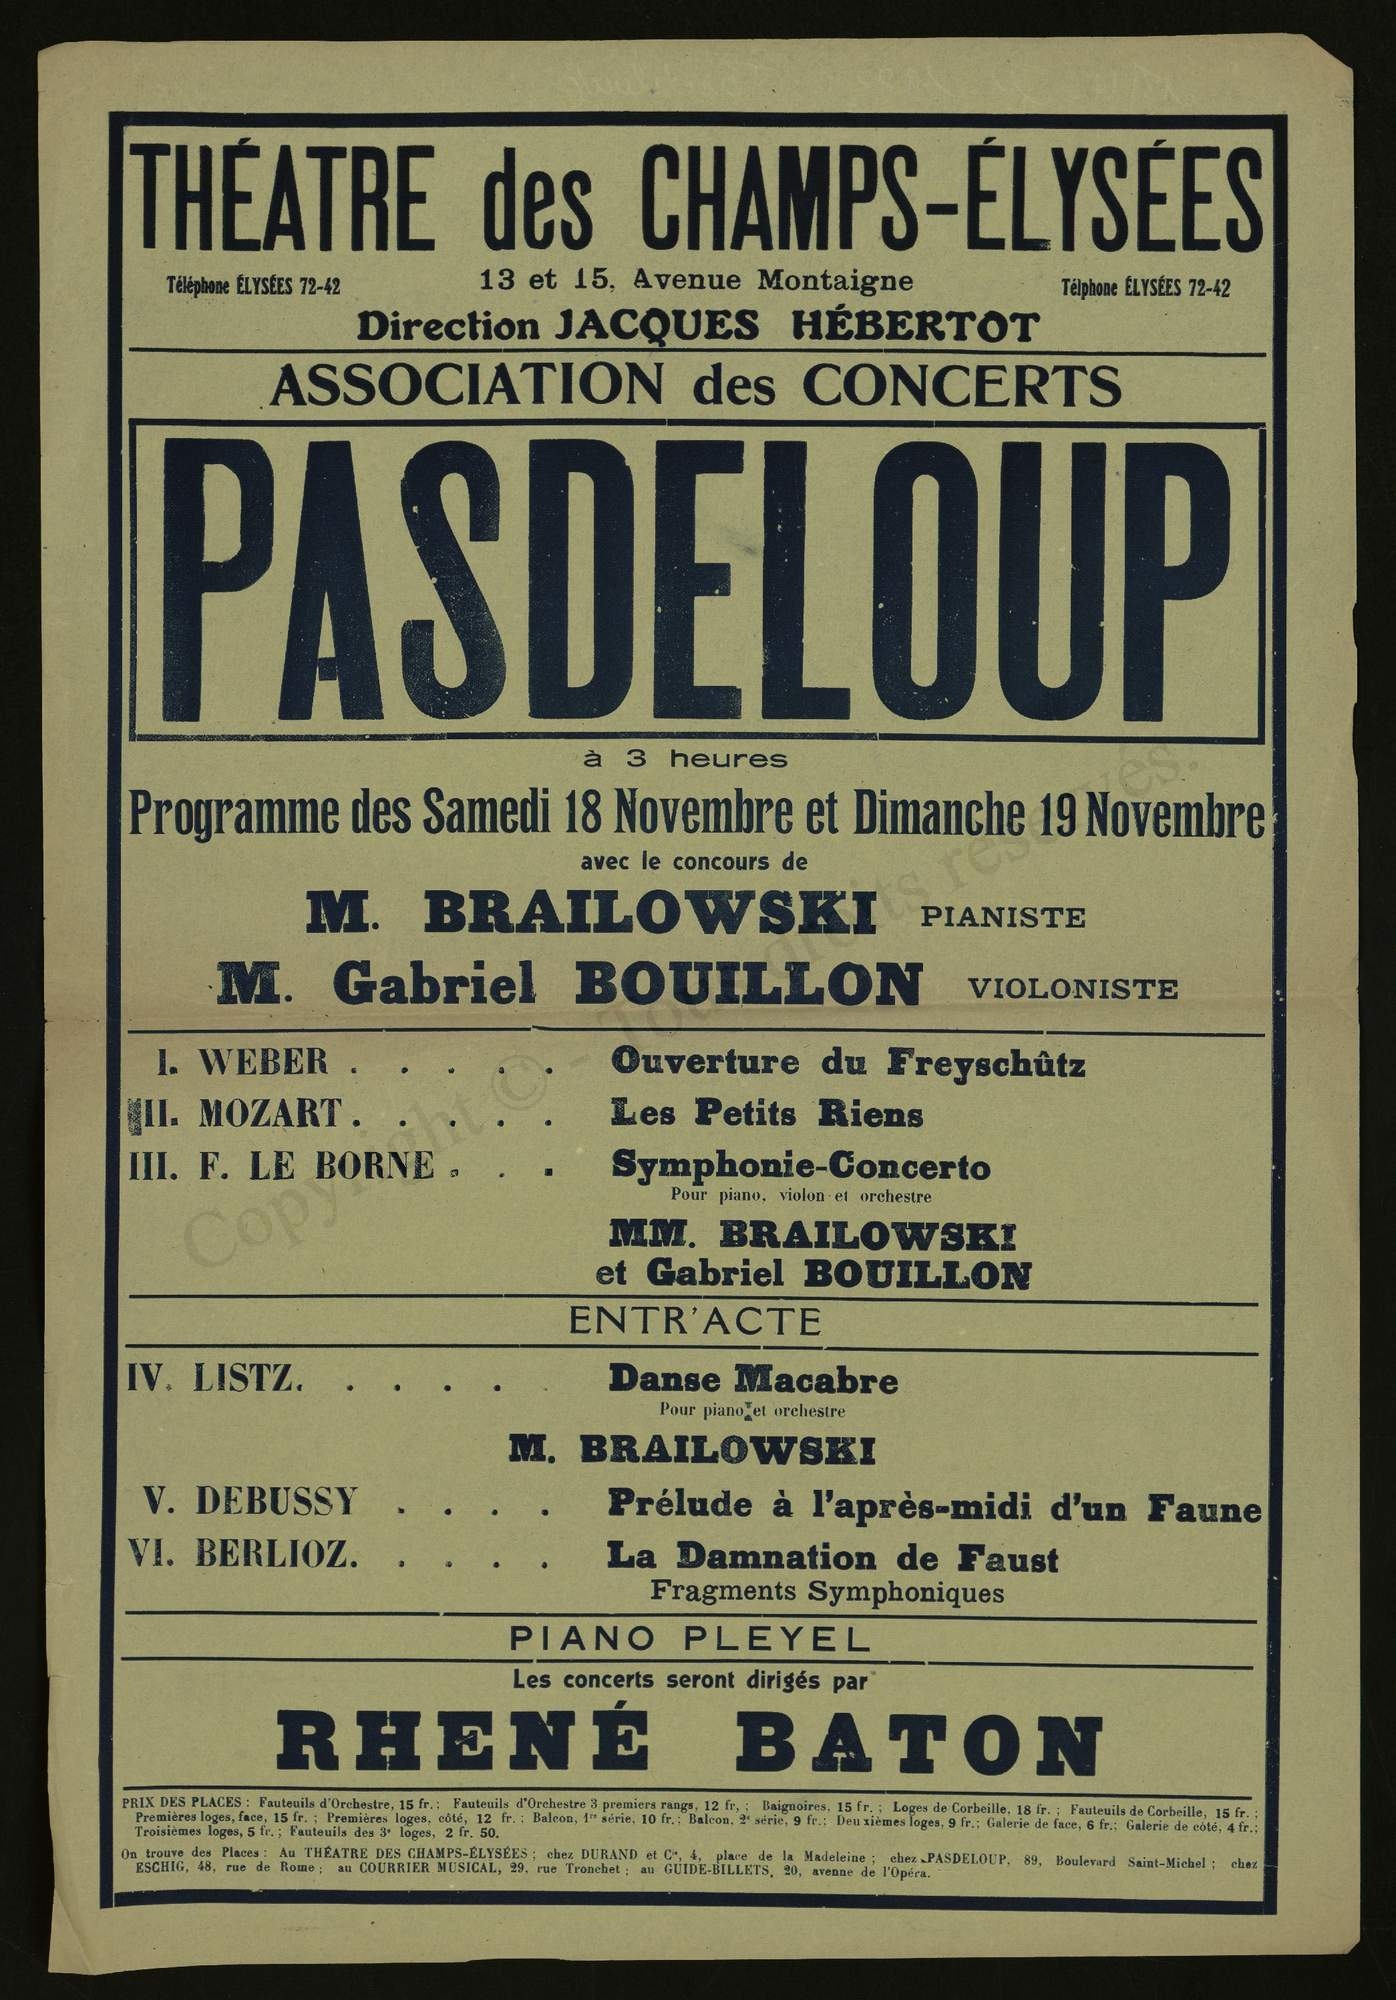 THÉATRE des CHAMPS-ÉLYSÉES
Téléphone ÉLYSÉES 72-42
13 et 15, Avenue Montaigne
Télphone ÉLYSÉES 72-42
Direction JACQUES HÉBERTOT
ASSOCIATION des CONCERTS
PASDELOUP
à 3 heures
Programme des Samedi 18 Novembre et Dimanche 19 Novembre
avec le concours de
M. BRAILOWSKI PIANISTE
M. Gabriel BOUILLON VIOLONISTE
I. WEBER . . . . . Ouverture du Freyschûtz
II. MOZART . . . . . Les Petits Riens
III. F. LE BORNE . . . Symphonie-Concerto
Pour piano, violon et orchestre
MM. BRAILOWSKI
et Gabriel BOUILLON
ENTR'ACTE
IV. LISTZ. . . . . . Danse Macabre
Pour piano et orchestre
M. BRAILOWSKI
V. DEBUSSY . . . . Prélude à l'après-midi d'un Faune
VI. BERLIOZ. . . . . La Damnation de Faust
Fragments Symphoniques
PIANO PLEYEL
Les concerts seront dirigés par
RHENÉ BATON
PRIX DES PLACES : Fauteuils d'Orchestre, 15 fr. ; Fauteuils d'Orchestre 3 premiers rangs, 12 fr, ; Baignoires, 15 fr. ; Loges de Corbeille, 18 fr. ; Fauteuils de Corbeille, 15 fr. ;
Premières loges, face, 15 fr. ; Premières loges, côté, 12 fr. ; Balcon, 1re série, 10 fr. ; Balcon, 2e série, 9 fr. ; Deuxièmes loges, 9 fr. ; Galerie de face, 6 fr. ; Galerie de côté, 4 fr. ;
Troisièmes loges, 5 fr. ; Fauteuils des 3e loges, 2 fr. 50.
On trouve des Places : Au THÉATRE DES CHAMPS-ÉLYSÉES ; chez DURAND et Cie, 4, place de la Madeleine ; chez PASDELOUP, 89, Boulevard Saint-Michel ; chez
ESCHIG, 48, rue de Rome ; au COURRIER MUSICAL, 29, rue Tronchet ; au GUIDE-BILLETS, 20, avenne de l'Opéra.
Copyright © - Tous droits réservés.